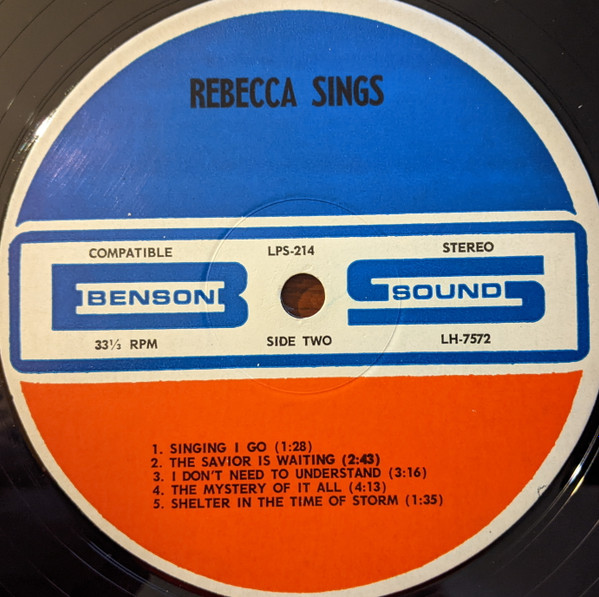 REBECCA SINGS
COMPATIBLE LPS-214 STEREO
BENSON SOUND
33⅓ RPM SIDE TWO LH-7572
1. SINGING I GO (1:28)
2. THE SAVIOR IS WAITING (2:43)
3. I DON'T NEED TO UNDERSTAND (3:16)
4. THE MYSTERY OF IT ALL (4:13)
5. SHELTER IN THE TIME OF STORM (1:35)